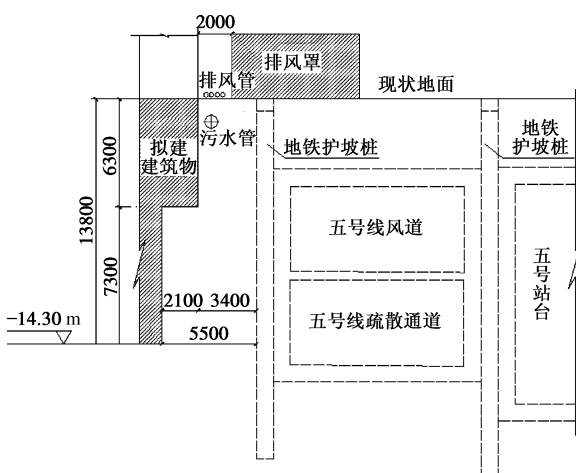 2000
排风罩
排风管
现状地面
污水管
拟建
建筑物
地铁护坡桩
地铁
护坡桩
6300
13800
7300
五号线风道
五号站台
2100 3400
五号线疏散通道
-14.30 m
5500